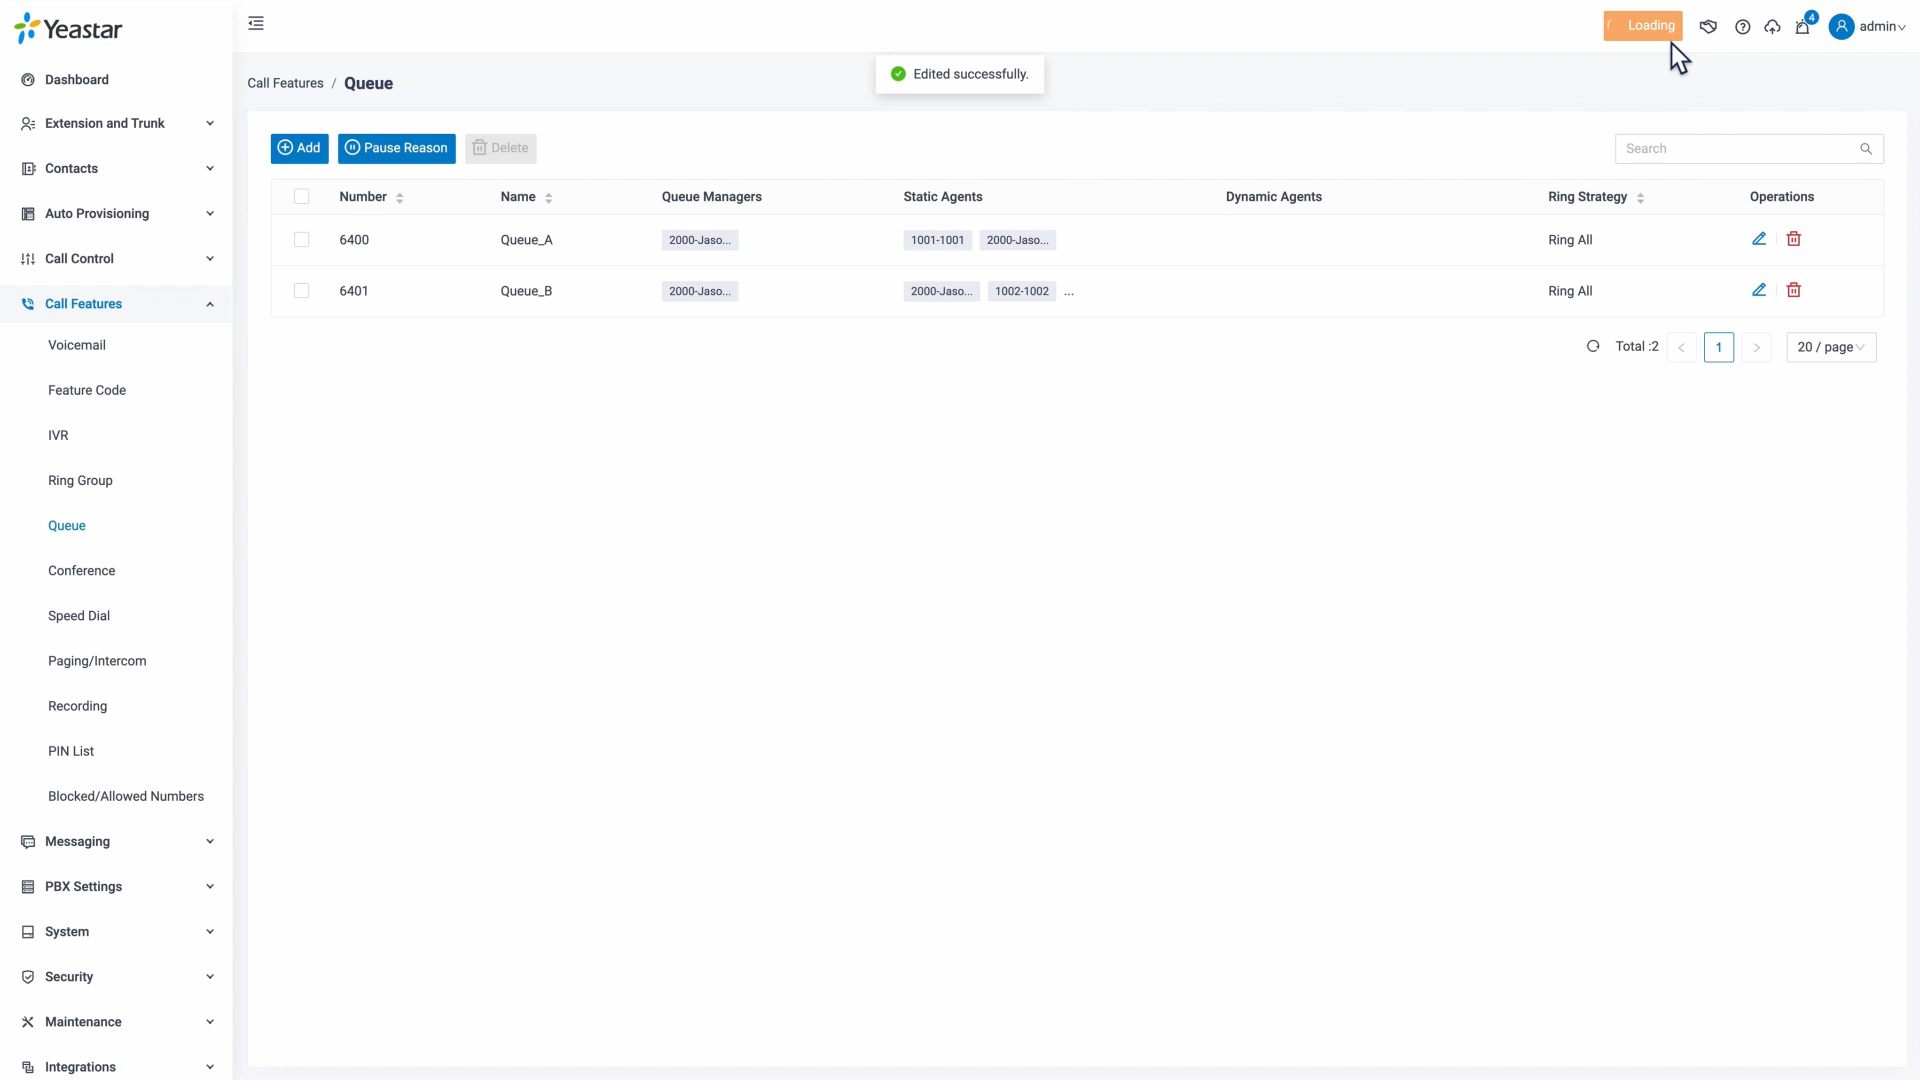 Yeastar
Loading
4
admin
Dashboard
Extension and Trunk
Contacts
Auto Provisioning
Call Control
Call Features
Voicemail
Feature Code
IVR
Ring Group
Queue
Conference
Speed Dial
Paging/Intercom
Recording
PIN List
Blocked/Allowed Numbers
Messaging
PBX Settings
System
Security
Maintenance
Integrations
Call Features / Queue
Edited successfully.
Add Pause Reason Delete
Search
Number Name Queue Managers Static Agents Dynamic Agents Ring Strategy Operations
6400 Queue_A 2000-Jaso... 1001-1001 2000-Jaso... Ring All
6401 Queue_B 2000-Jaso... 2000-Jaso... 1002-1002 ... Ring All
Total :2 < 1 > 20 / page